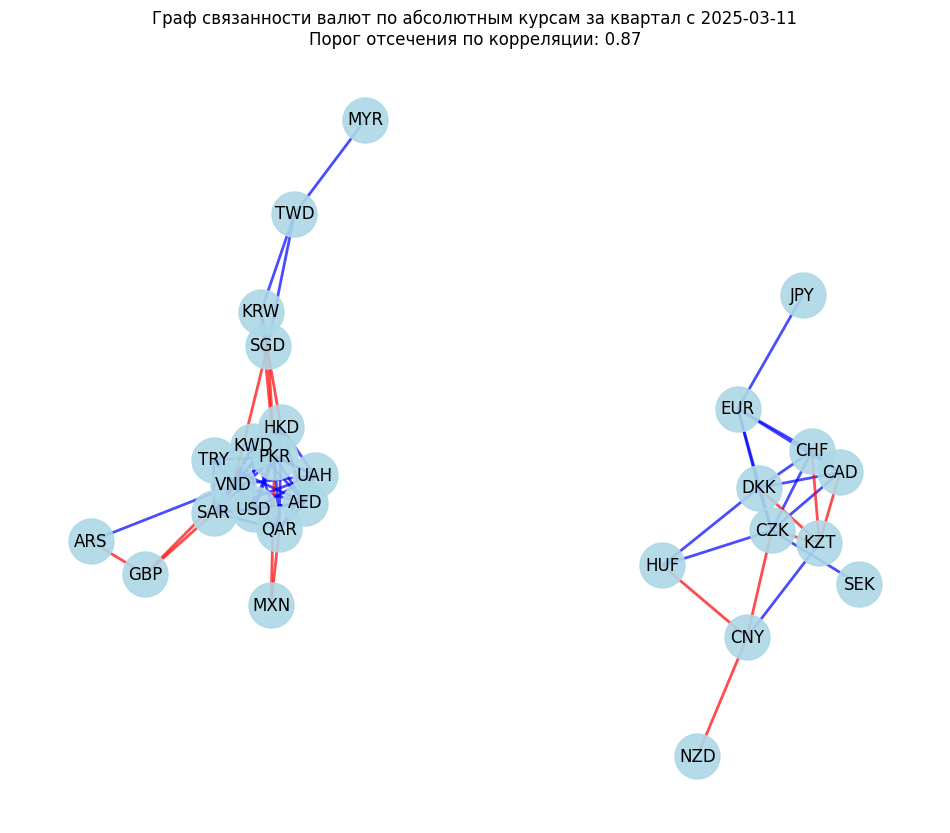 Граф связанности валют по абсолютным курсам за квартал с 2025-03-11
Порог отсечения по корреляции: 0.87
MYR
TWD
JPY
KRW
SGD
EUR
HKD
KWD
PKR
CHF
TRY
CAD
UAH
VND
DKK
AED
USD
SAR
QAR
CZK
ARS
KZT
HUF
GBP
SEK
MXN
CNY
NZD